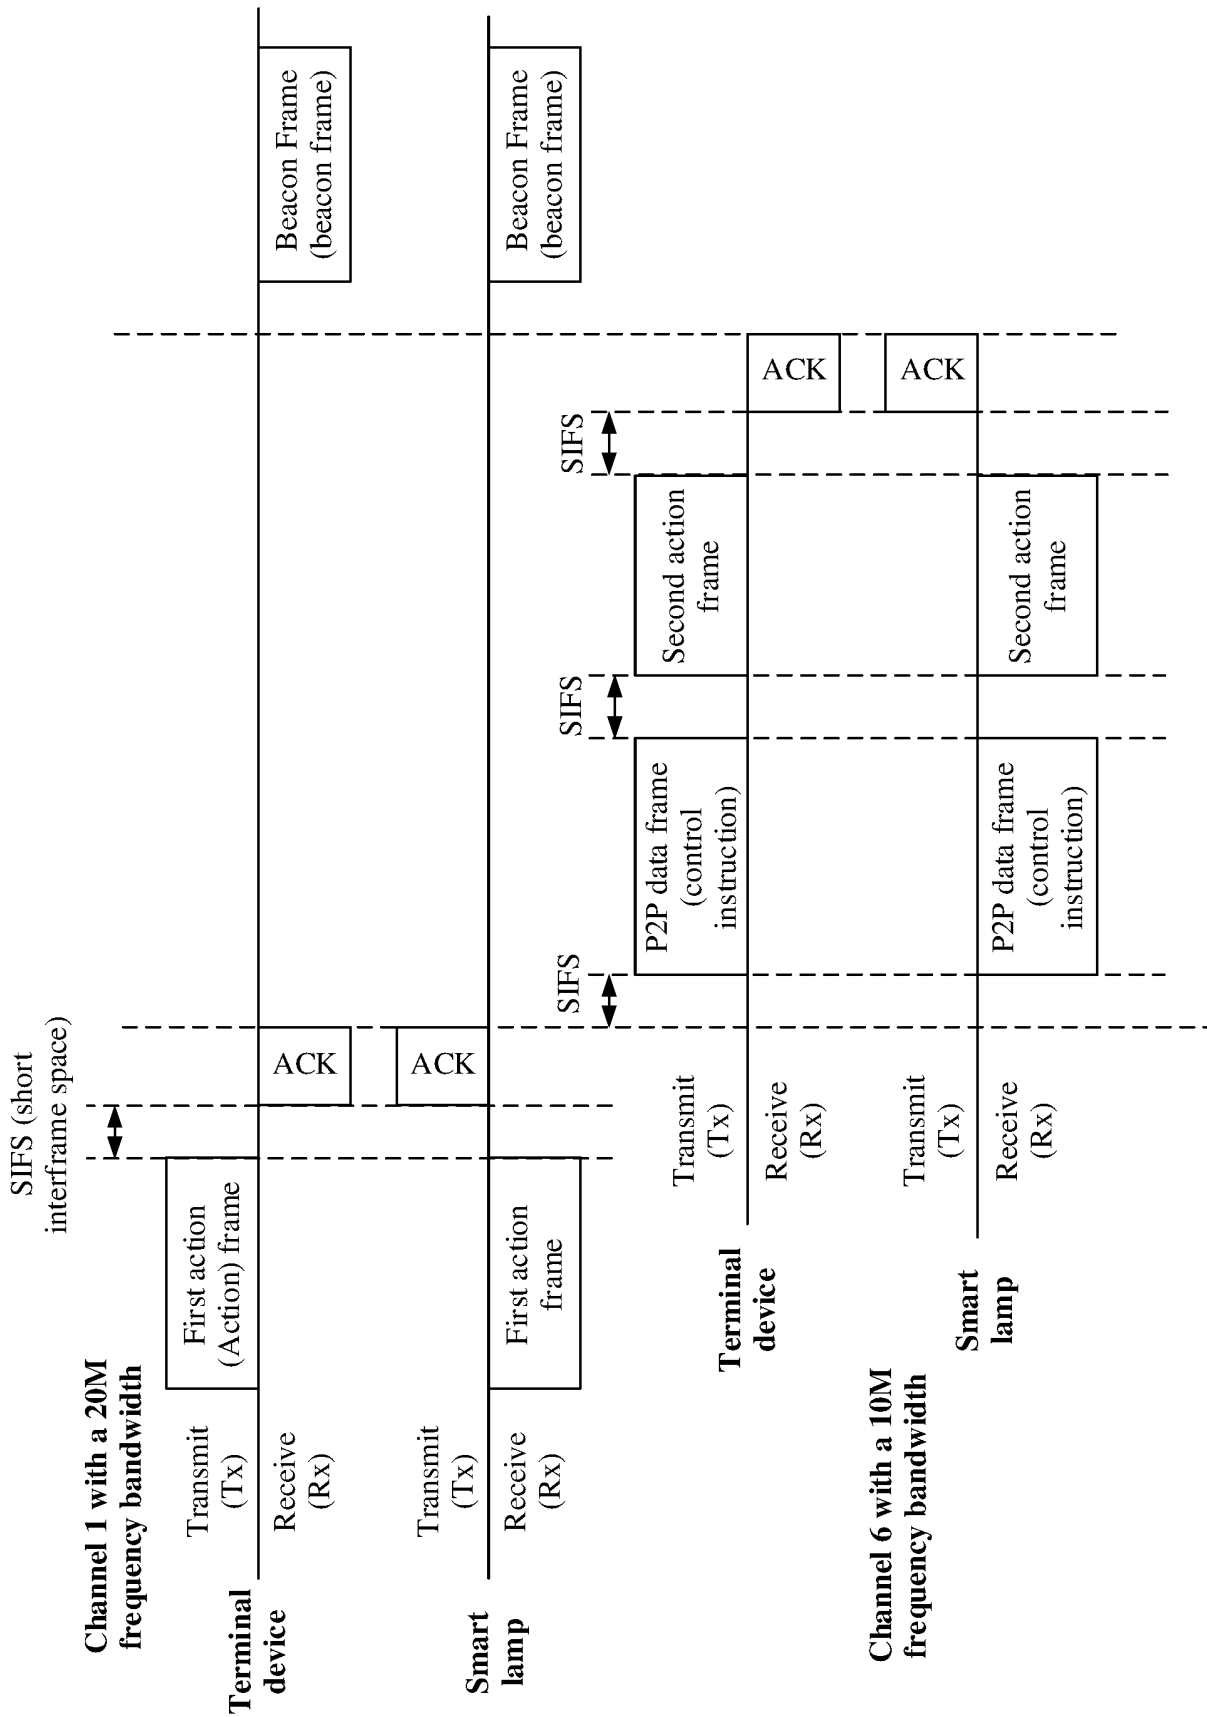 Channel 1 with a 20M
frequency bandwidth
SIFS (short
interframe space)
Terminal
device
Transmit
(Tx)
Receive
(Rx)
First action
(Action) frame
ACK
Beacon Frame
(beacon frame)
Smart
lamp
Transmit
(Tx)
Receive
(Rx)
First action
frame
ACK
Beacon Frame
(beacon frame)
SIFS
SIFS
SIFS
Terminal
device
Transmit
(Tx)
Receive
(Rx)
P2P data frame
(control
instruction)
Second action
frame
ACK
Channel 6 with a 10M
frequency bandwidth
Smart
lamp
Transmit
(Tx)
Receive
(Rx)
P2P data frame
(control
instruction)
Second action
frame
ACK